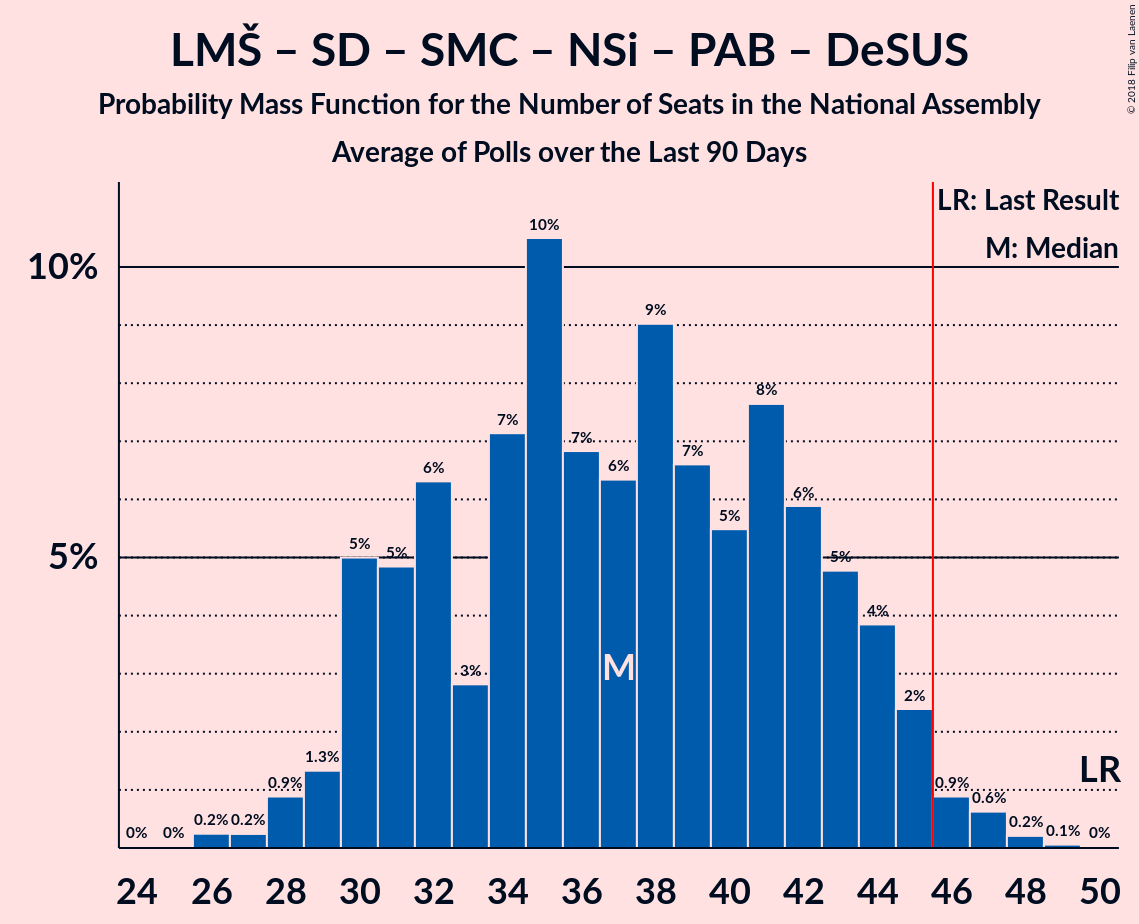 LMŠ – SD – SMC – NSi – PAB – DeSUS
Probability Mass Function for the Number of Seats in the National Assembly
Average of Polls over the Last 90 Days
© 2018 Filip van Laenen
LR: Last Result
M: Median
10%
5%
0% 0% 0.2% 0.2% 0.9% 1.3% 5% 5% 6% 3% 7% 10% 7% 6% 9% 7% 5% 8% 6% 5% 4% 2% 0.9% 0.6% 0.2% 0.1% 0%
M
LR
24 26 28 30 32 34 36 38 40 42 44 46 48 50